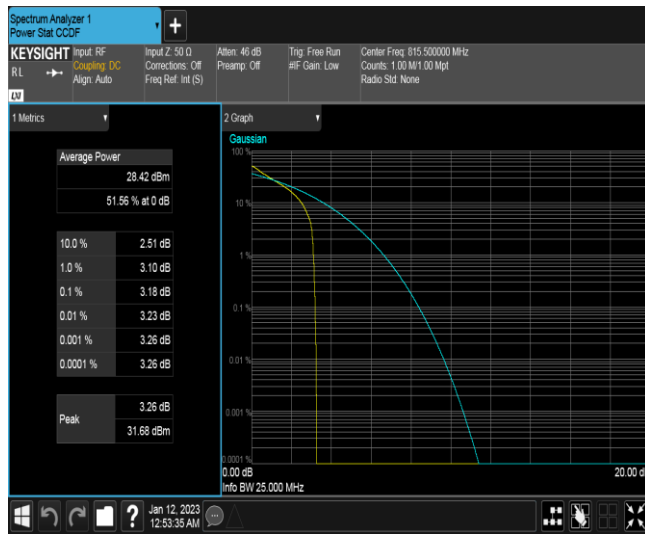 Spectrum Analyzer 1
Power Stat CCDF
+
KEYSIGHT
RL
LXI
Input: RF
Coupling: DC
Align: Auto
Input Z: 50 Ω
Corrections: Off
Freq Ref: Int (S)
Atten: 46 dB
Preamp: Off
Trig: Free Run
#IF Gain: Low
Center Freq: 815.500000 MHz
Counts: 1.00 M/1.00 Mpt
Radio Std: None
1 Metrics
Average Power
28.42 dBm
51.56 % at 0 dB
10.0 % 2.51 dB
1.0 % 3.10 dB
0.1 % 3.18 dB
0.01 % 3.23 dB
0.001 % 3.26 dB
0.0001 % 3.26 dB
Peak
3.26 dB
31.68 dBm
2 Graph
Gaussian
100 %
10 %
1 %
0.1 %
0.01 %
0.001 %
0.0001 %
0.00 dB 20.00 d
Info BW 25.000 MHz
?
Jan 12, 2023
12:53:35 AM